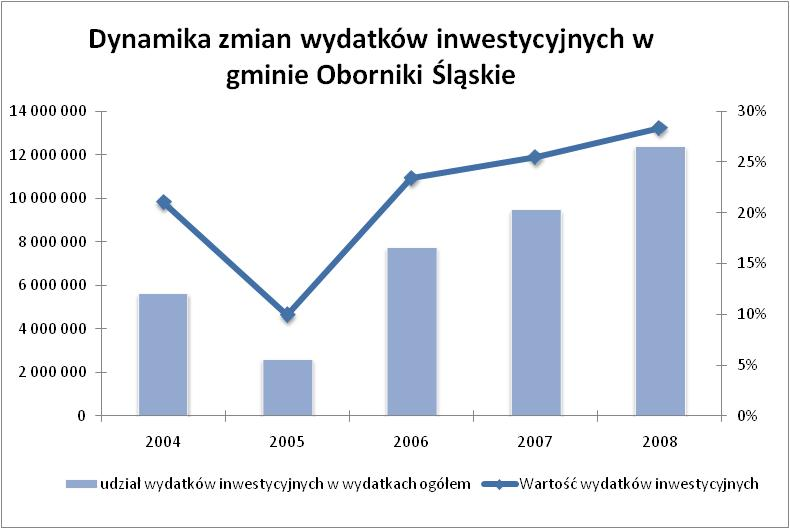 Dynamika zmian wydatków inwestycyjnych w
gminie Oborniki Śląskie
14 000 000
12 000 000
10 000 000
8 000 000
6 000 000
4 000 000
2 000 000
0
30%
25%
20%
15%
10%
5%
0%
2004 2005 2006 2007 2008
udział wydatków inwestycyjnych w wydatkach ogółem Wartość wydatków inwestycyjnych